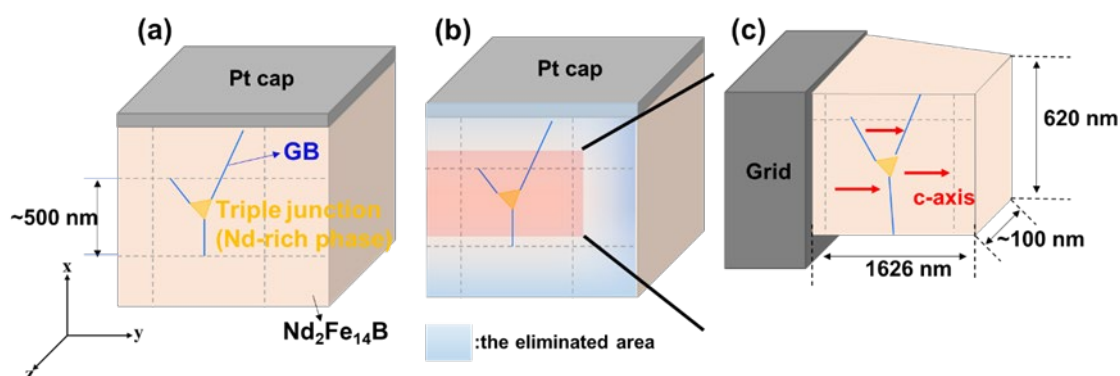 (a)
Pt cap
GB
~500 nm
Triple junction
(Nd-rich phase)
x
y
z
Nd₂Fe₁₄B
(b)
Pt cap
:the eliminated area
(c)
Grid
c-axis
620 nm
~100 nm
1626 nm